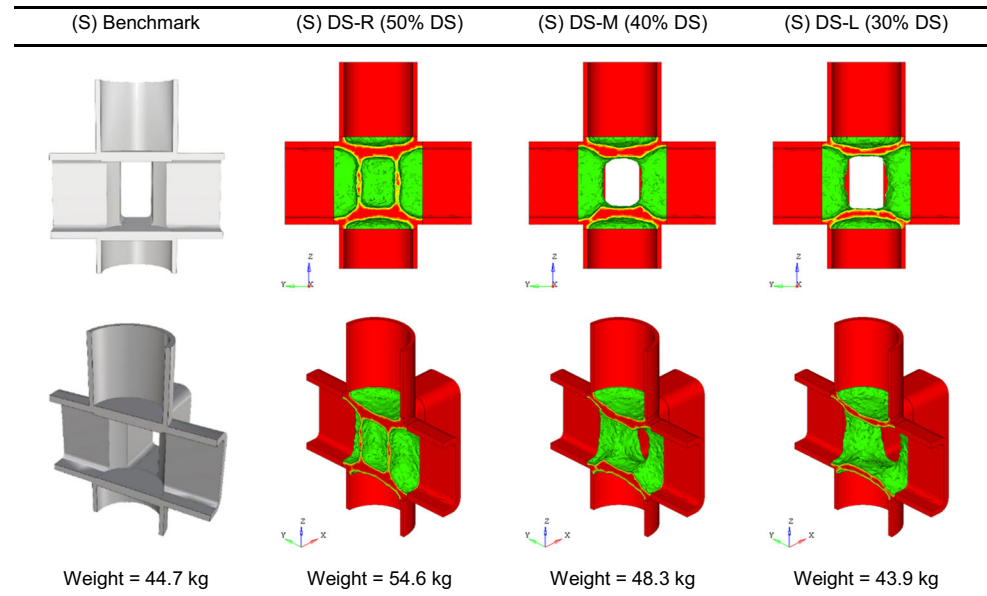 (S) Benchmark (S) DS-R (50% DS) (S) DS-M (40% DS) (S) DS-L (30% DS)
Z Z Z
Y X Y X Y X
Z Z Z
Y X Y X Y X
Weight = 44.7 kg Weight = 54.6 kg Weight = 48.3 kg Weight = 43.9 kg